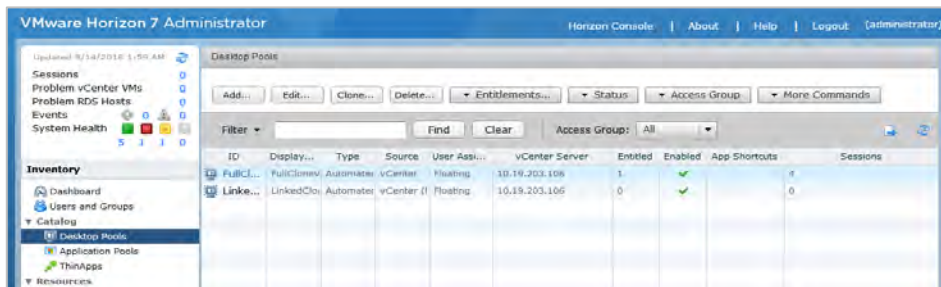 VMware Horizon 7 Administrator
Horizon Console | About | Help | Logout (administrator)
Updated 9/14/2018 1:59 AM
Sessions 0
Problem vCenter VMs 0
Problem RDS Hosts 0
Events 0 0
System Health
5 1 1 0
Inventory
Dashboard
Users and Groups
Catalog
Desktop Pools
Application Pools
ThinApps
Resources
Desktop Pools
Add... Edit... Clone... Delete... Entitlements... Status Access Group More Commands
Filter Find Clear Access Group: All
ID Display... Type Source User Assi... vCenter Server Entitled Enabled App Shortcuts Sessions
FullCl... FullClonev Automated vCenter Floating 10.19.203.106 1
Linke... LinkedClo Automated vCenter ( Floating 10.19.203.106 0 0